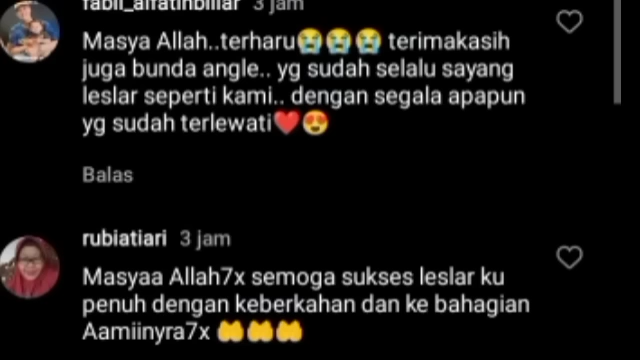 fabil_alfatihbillar 3 jam
Masya Allah..terharu😭😭😭 terimakasih
juga bunda angle.. yg sudah selalu sayang
leslar seperti kami.. dengan segala apapun
yg sudah terlewati❤️😍
Balas
rubiatiari 3 jam
Masyaa Allah7x semoga sukses leslar ku
penuh dengan keberkahan dan ke bahagian
Aamiinyra7x 🤲🤲🤲